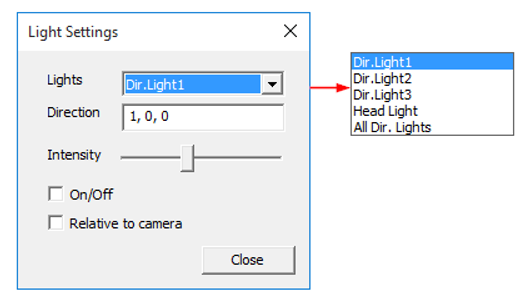 Light Settings
Lights
Dir.Light1
Direction
1, 0, 0
Intensity
On/Off
Relative to camera
Close
Dir.Light1
Dir.Light2
Dir.Light3
Head Light
All Dir. Lights